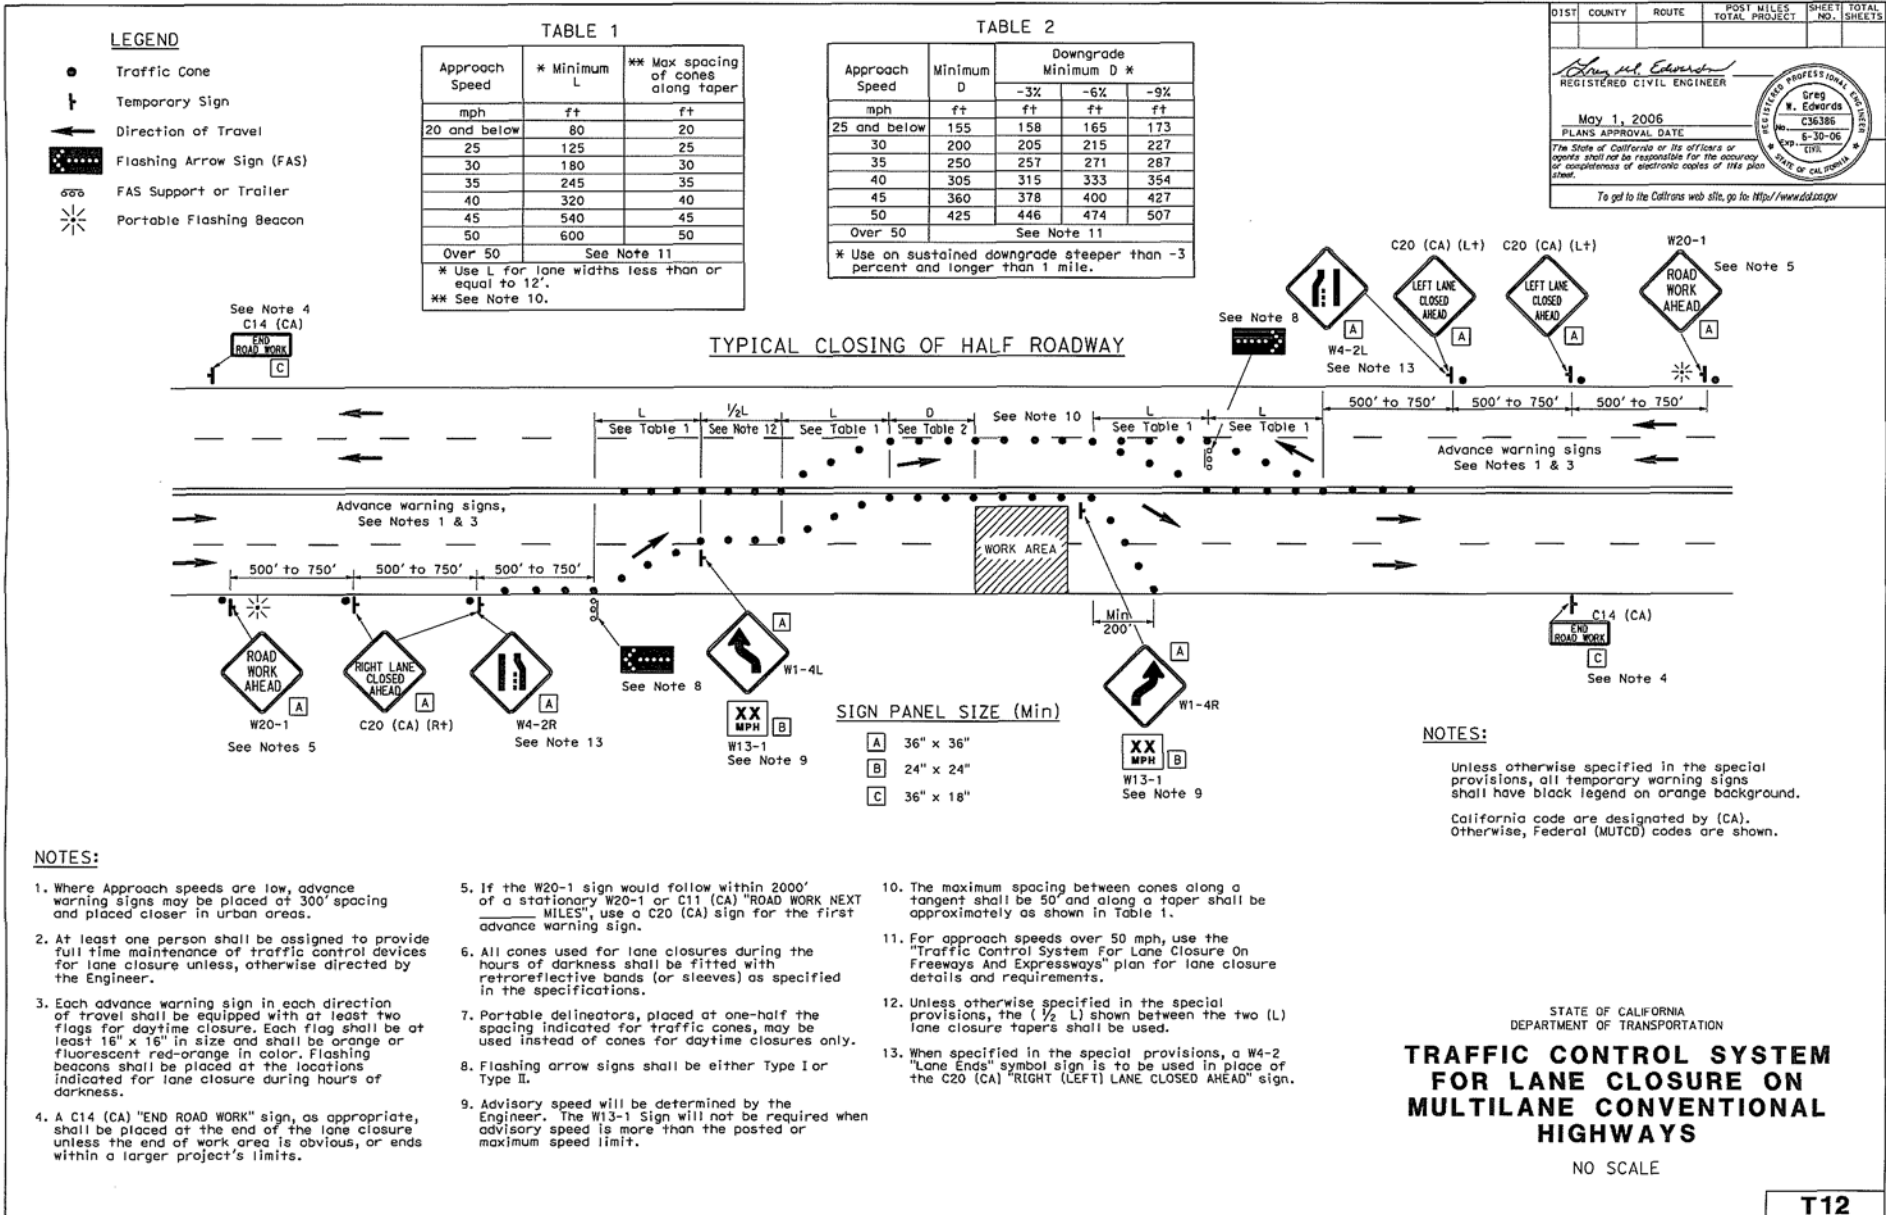 DIST COUNTY ROUTE POST MILES TOTAL PROJECT SHEET NO. TOTAL SHEETS
REGISTERED CIVIL ENGINEER
May 1, 2006
PLANS APPROVAL DATE
The State of California or its officers or
agents shall not be responsible for the accuracy
or completeness of electronic copies of this plan
sheet.
REGISTERED PROFESSIONAL ENGINEER
Greg
W. Edwards
No. C36386
Exp. 6-30-06
CIVIL
STATE OF CALIFORNIA
To get to the Caltrans web site, go to: http://www.dot.ca.gov
LEGEND
Traffic Cone
Temporary Sign
Direction of Travel
Flashing Arrow Sign (FAS)
FAS Support or Trailer
Portable Flashing Beacon
TABLE 1
Approach Speed * Minimum L ** Max spacing of cones along taper
mph ft ft
20 and below 80 20
25 125 25
30 180 30
35 245 35
40 320 40
45 540 45
50 600 50
Over 50 See Note 11
* Use L for lane widths less than or
equal to 12'.
** See Note 10.
TABLE 2
Approach Speed Minimum D Downgrade Minimum D *
-3% -6% -9%
mph ft ft ft ft
25 and below 155 158 165 173
30 200 205 215 227
35 250 257 271 287
40 305 315 333 354
45 360 378 400 427
50 425 446 474 507
Over 50 See Note 11
* Use on sustained downgrade steeper than -3
percent and longer than 1 mile.
See Note 4
C14 (CA)
END
ROAD WORK
C
TYPICAL CLOSING OF HALF ROADWAY
See Note 8
A
W4-2L
See Note 13
C20 (CA) (Lt)
LEFT LANE
CLOSED
AHEAD
A
C20 (CA) (Lt)
LEFT LANE
CLOSED
AHEAD
A
W20-1
See Note 5
ROAD
WORK
AHEAD
A
500' to 750' 500' to 750' 500' to 750'
L ½L L D See Note 10 L L
See Table 1 See Note 12 See Table 1 See Table 2 See Table 1 See Table 1
Advance warning signs
See Notes 1 & 3
Advance warning signs,
See Notes 1 & 3
WORK AREA
500' to 750' 500' to 750' 500' to 750'
Min
200'
ROAD
WORK
AHEAD
A
W20-1
See Notes 5
RIGHT LANE
CLOSED
AHEAD
A
C20 (CA) (Rt)
A
W4-2R
See Note 13
See Note 8
A
W1-4L
XX
MPH
B
W13-1
See Note 9
SIGN PANEL SIZE (Min)
A 36" x 36"
B 24" x 24"
C 36" x 18"
A
W1-4R
XX
MPH
B
W13-1
See Note 9
C14 (CA)
END
ROAD WORK
C
See Note 4
NOTES:
Unless otherwise specified in the special
provisions, all temporary warning signs
shall have black legend on orange background.
California code are designated by (CA).
Otherwise, Federal (MUTCD) codes are shown.
NOTES:
1. Where Approach speeds are low, advance
warning signs may be placed at 300' spacing
and placed closer in urban areas.
2. At least one person shall be assigned to provide
full time maintenance of traffic control devices
for lane closure unless, otherwise directed by
the Engineer.
3. Each advance warning sign in each direction
of travel shall be equipped with at least two
flags for daytime closure. Each flag shall be at
least 16" x 16" in size and shall be orange or
fluorescent red-orange in color. Flashing
beacons shall be placed at the locations
indicated for lane closure during hours of
darkness.
4. A C14 (CA) "END ROAD WORK" sign, as appropriate,
shall be placed at the end of the lane closure
unless the end of work area is obvious, or ends
within a larger project's limits.
5. If the W20-1 sign would follow within 2000'
of a stationary W20-1 or C11 (CA) "ROAD WORK NEXT
______ MILES", use a C20 (CA) sign for the first
advance warning sign.
6. All cones used for lane closures during the
hours of darkness shall be fitted with
retroreflective bands (or sleeves) as specified
in the specifications.
7. Portable delineators, placed at one-half the
spacing indicated for traffic cones, may be
used instead of cones for daytime closures only.
8. Flashing arrow signs shall be either Type I or
Type II.
9. Advisory speed will be determined by the
Engineer. The W13-1 Sign will not be required when
advisory speed is more than the posted or
maximum speed limit.
10. The maximum spacing between cones along a
tangent shall be 50' and along a taper shall be
approximately as shown in Table 1.
11. For approach speeds over 50 mph, use the
"Traffic Control System For Lane Closure On
Freeways And Expressways" plan for lane closure
details and requirements.
12. Unless otherwise specified in the special
provisions, the ( ½ L) shown between the two (L)
lane closure tapers shall be used.
13. When specified in the special provisions, a W4-2
"Lane Ends" symbol sign is to be used in place of
the C20 (CA) "RIGHT (LEFT) LANE CLOSED AHEAD" sign.
STATE OF CALIFORNIA
DEPARTMENT OF TRANSPORTATION
TRAFFIC CONTROL SYSTEM
FOR LANE CLOSURE ON
MULTILANE CONVENTIONAL
HIGHWAYS
NO SCALE
T12